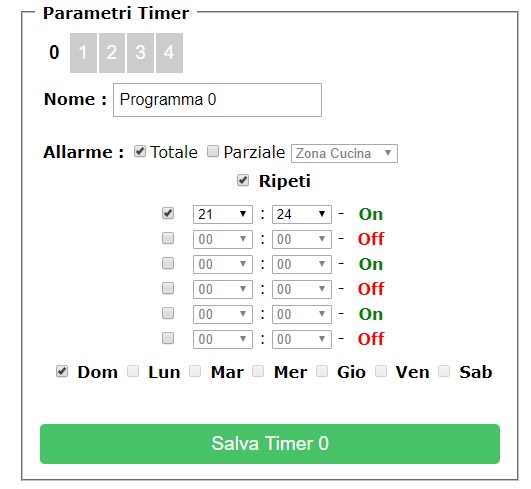 Parametri Timer
0 1 2 3 4
Nome : Programma 0
Allarme : Totale Parziale Zona Cucina
Ripeti
21 : 24 - On
00 : 00 - Off
00 : 00 - On
00 : 00 - Off
00 : 00 - On
00 : 00 - Off
Dom Lun Mar Mer Gio Ven Sab
Salva Timer 0